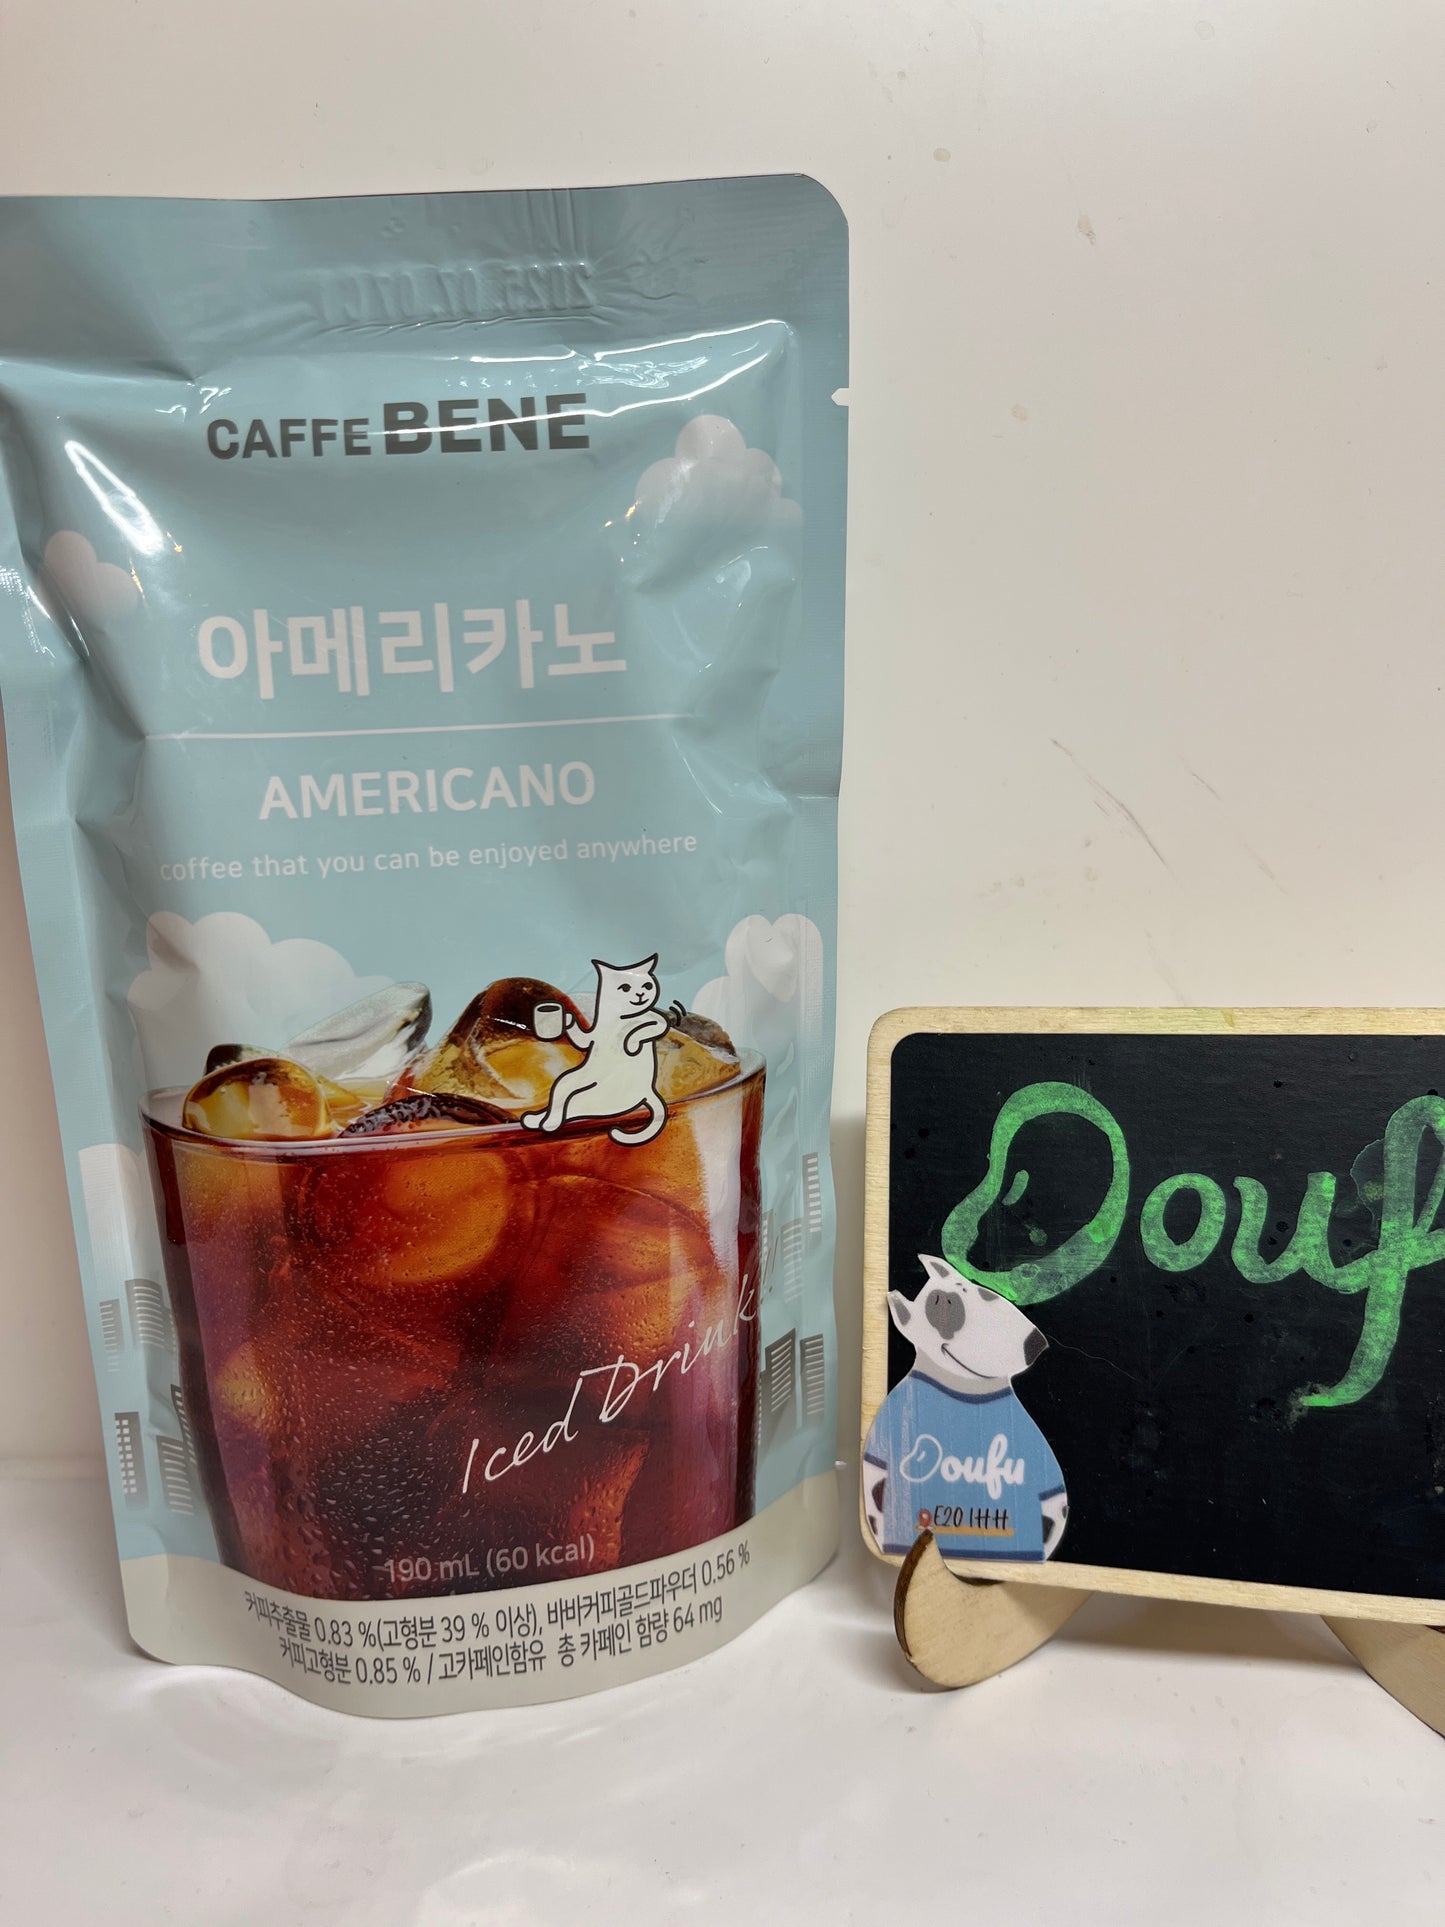 CAFFE BENE
아메리카노
AMERICANO
coffee that you can be enjoyed anywhere
Iced Drink!!
190 mL (60 kcal)
커피추출물 0.83 %(고형분 39 % 이상), 바바커피골드파우더 0.56 %
커피고형분 0.85 % / 고카페인함유 총 카페인 함량 64 mg
Douf
Doufu